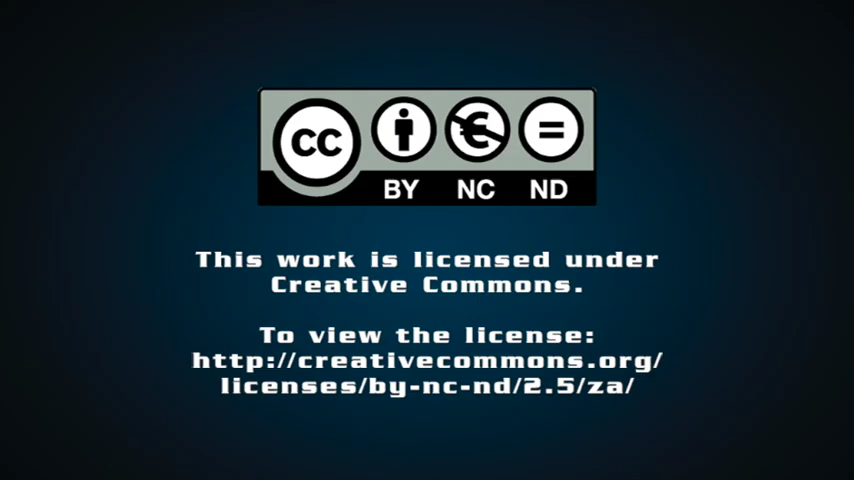 CC
BY NC ND
This work is licensed under
Creative Commons.
To view the license:
http://creativecommons.org/
licenses/by-nc-nd/2.5/za/